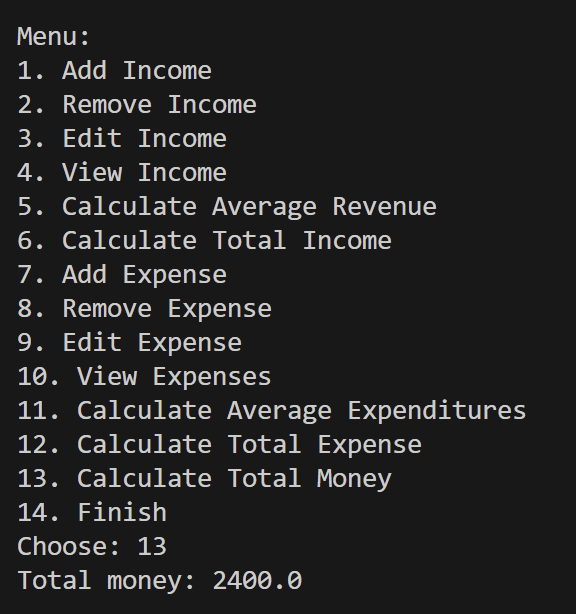 Menu:
1. Add Income
2. Remove Income
3. Edit Income
4. View Income
5. Calculate Average Revenue
6. Calculate Total Income
7. Add Expense
8. Remove Expense
9. Edit Expense
10. View Expenses
11. Calculate Average Expenditures
12. Calculate Total Expense
13. Calculate Total Money
14. Finish
Choose: 13
Total money: 2400.0